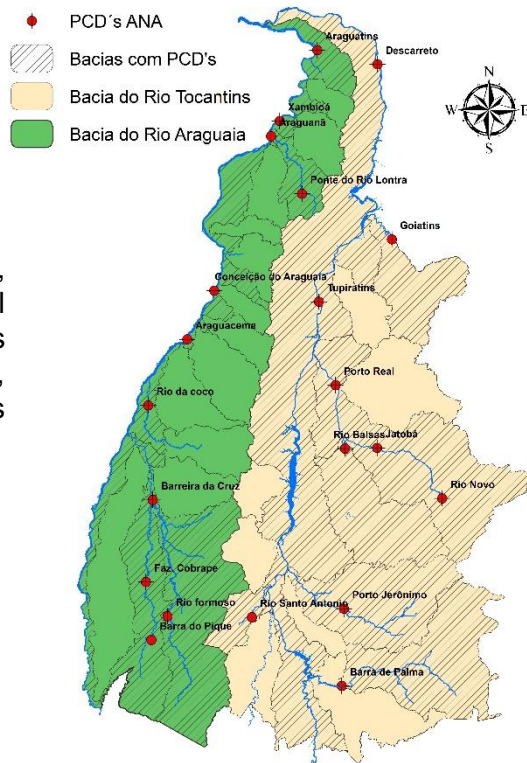 PCD´s ANA
Bacias com PCD's
Bacia do Rio Tocantins
Bacia do Rio Araguaia
N
W
E
S
Araguatins
Descarreto
Xambioá
Araguanã
Ponte do Rio Lontra
Goiatins
Conceição do Araguaia
Tupiratins
Araguacema
Porto Real
Rio da coco
Rio Balsas
Jatobá
Barreira da Cruz
Rio Novo
Faz. Cobrape
Rio formoso
Rio Santo Antonio
Porto Jerônimo
Barra do Pique
Barra de Palma
,
l
s
,
s